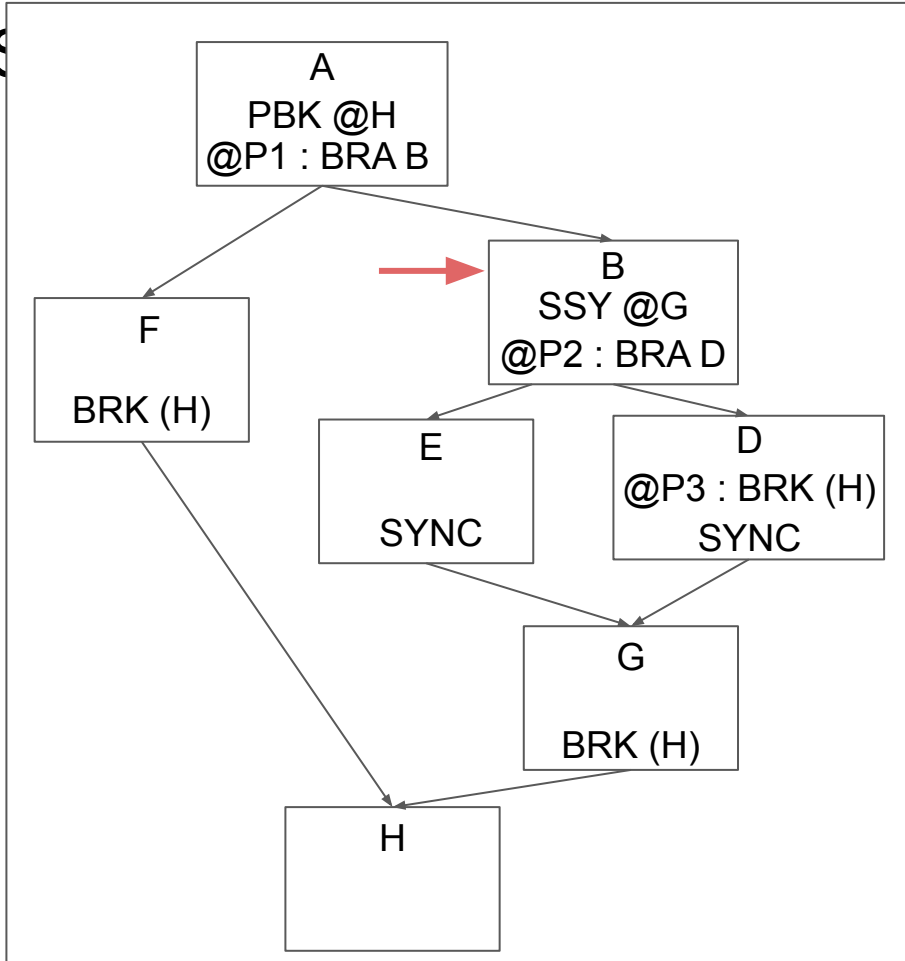 A
PBK @H
@P1 : BRA B
B
SSY @G
@P2 : BRA D
F
BRK (H)
E
SYNC
D
@P3 : BRK (H)
SYNC
G
BRK (H)
H